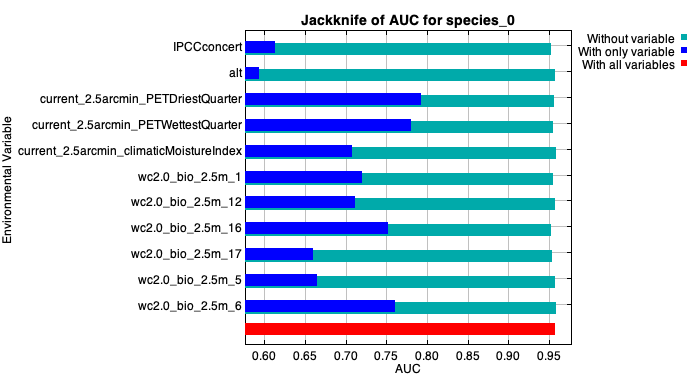 Jackknife of AUC for species_0
Without variable
With only variable
With all variables
Environmental Variable
IPCCconcert
alt
current_2.5arcmin_PETDriestQuarter
current_2.5arcmin_PETWettestQuarter
current_2.5arcmin_climaticMoistureIndex
wc2.0_bio_2.5m_1
wc2.0_bio_2.5m_12
wc2.0_bio_2.5m_16
wc2.0_bio_2.5m_17
wc2.0_bio_2.5m_5
wc2.0_bio_2.5m_6
0.60 0.65 0.70 0.75 0.80 0.85 0.90 0.95
AUC